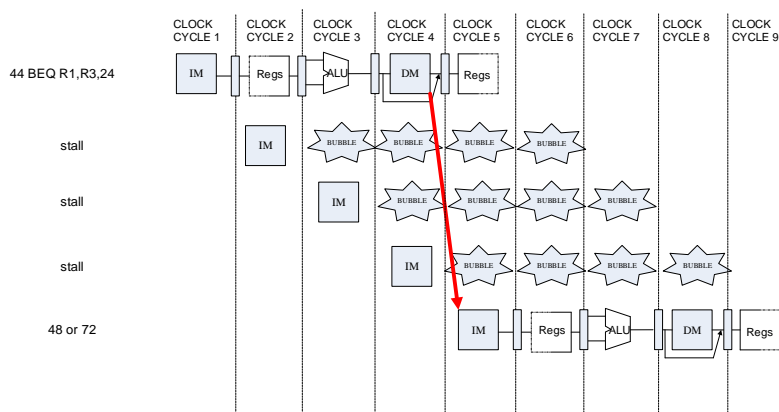 CLOCK CLOCK CLOCK CLOCK CLOCK CLOCK CLOCK CLOCK CLOCK
CYCLE 1 CYCLE 2 CYCLE 3 CYCLE 4 CYCLE 5 CYCLE 6 CYCLE 7 CYCLE 8 CYCLE 9
44 BEQ R1,R3,24 IM Regs ALU DM Regs
stall IM BUBBLE BUBBLE BUBBLE BUBBLE
stall IM BUBBLE BUBBLE BUBBLE BUBBLE
stall IM BUBBLE BUBBLE BUBBLE BUBBLE
48 or 72 IM Regs ALU DM Regs